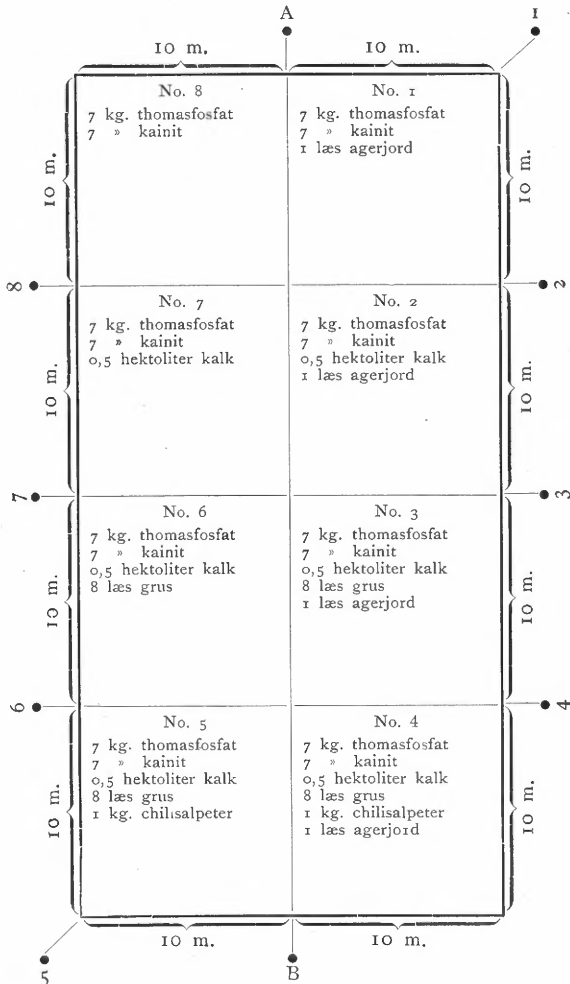 A
1
10 m.
10 m.
No. 8
7 kg. thomasfosfat
7 » kainit
No. 1
7 kg. thomasfosfat
7 » kainit
1 læs agerjord
10 m.
10 m.
8
2
No. 7
7 kg. thomasfosfat
7 » kainit
0,5 hektoliter kalk
No. 2
7 kg. thomasfosfat
7 » kainit
0,5 hektoliter kalk
1 læs agerjord
10 m.
10 m.
7
3
No. 6
7 kg. thomasfosfat
7 » kainit
0,5 hektoliter kalk
8 læs grus
No. 3
7 kg. thomasfosfat
7 » kainit
0,5 hektoliter kalk
8 læs grus
1 læs agerjord
10 m.
10 m.
6
4
No. 5
7 kg. thomasfosfat
7 » kainit
0,5 hektoliter kalk
8 læs grus
1 kg. chilisalpeter
No. 4
7 kg. thomasfosfat
7 » kainit
0,5 hektoliter kalk
8 læs grus
1 kg. chilisalpeter
1 læs agerjord
10 m.
10 m.
10 m.
10 m.
5
B